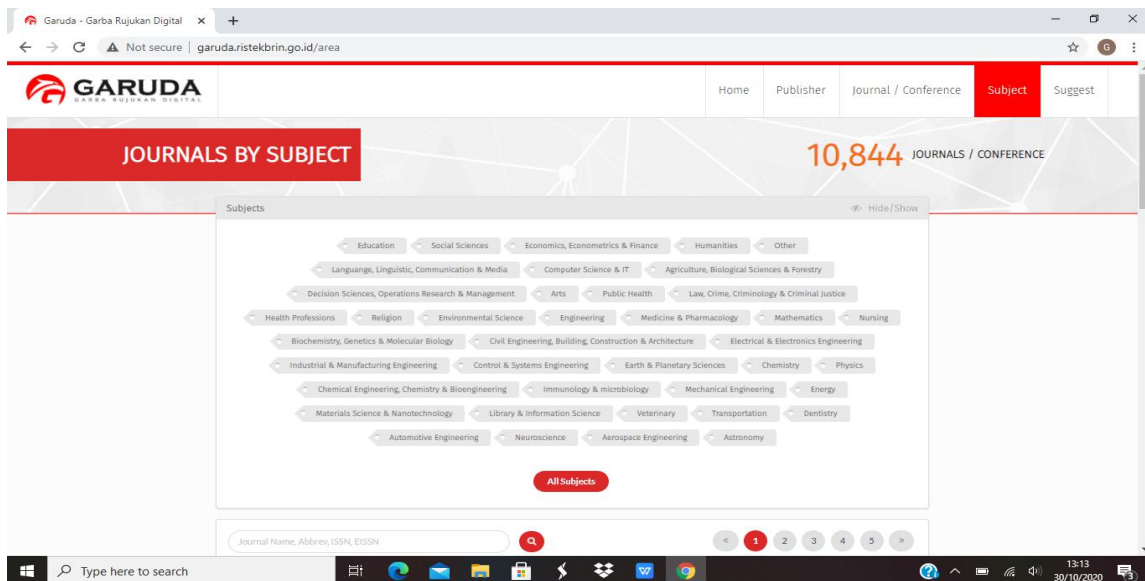 Garuda - Garba Rujukan Digital
Not secure | garuda.ristekbrin.go.id/area
G
GARUDA
GARBA RUJUKAN DIGITAL
Home Publisher Journal / Conference Subject Suggest
JOURNALS BY SUBJECT
10,844 JOURNALS / CONFERENCE
Subjects Hide/Show
Education Social Sciences Economics, Econometrics & Finance Humanities Other
Languange, Linguistic, Communication & Media Computer Science & IT Agriculture, Biological Sciences & Forestry
Decision Sciences, Operations Research & Management Arts Public Health Law, Crime, Criminology & Criminal Justice
Health Professions Religion Environmental Science Engineering Medicine & Pharmacology Mathematics Nursing
Biochemistry, Genetics & Molecular Biology Civil Engineering, Building, Construction & Architecture Electrical & Electronics Engineering
Industrial & Manufacturing Engineering Control & Systems Engineering Earth & Planetary Sciences Chemistry Physics
Chemical Engineering, Chemistry & Bioengineering Immunology & microbiology Mechanical Engineering Energy
Materials Science & Nanotechnology Library & Information Science Veterinary Transportation Dentistry
Automotive Engineering Neuroscience Aerospace Engineering Astronomy
All Subjects
Journal Name, Abbrev, ISSN, EISSN « 1 2 3 4 5 »
Type here to search
13:13
30/10/2020